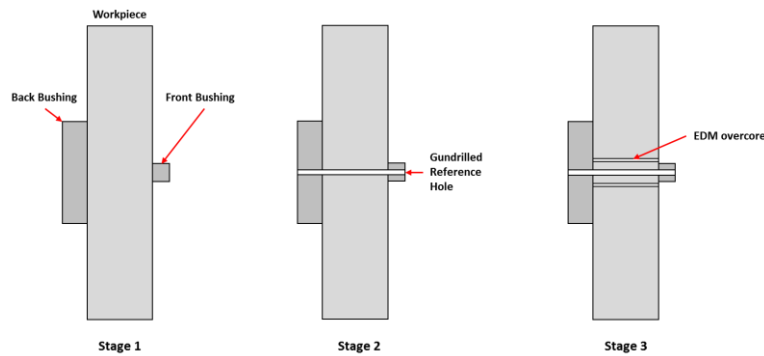 Workpiece
Back Bushing
Front Bushing
Gundrilled
Reference
Hole
EDM overcore
Stage 1
Stage 2
Stage 3